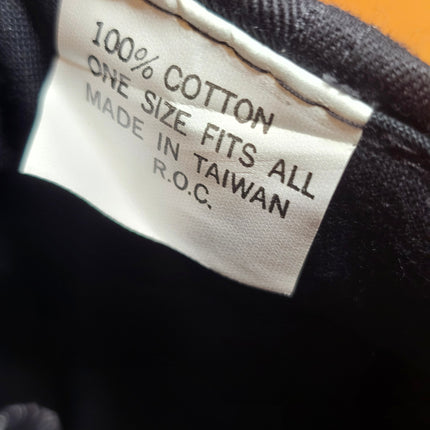 100% COTTON
ONE SIZE FITS ALL
MADE IN TAIWAN
R.O.C.